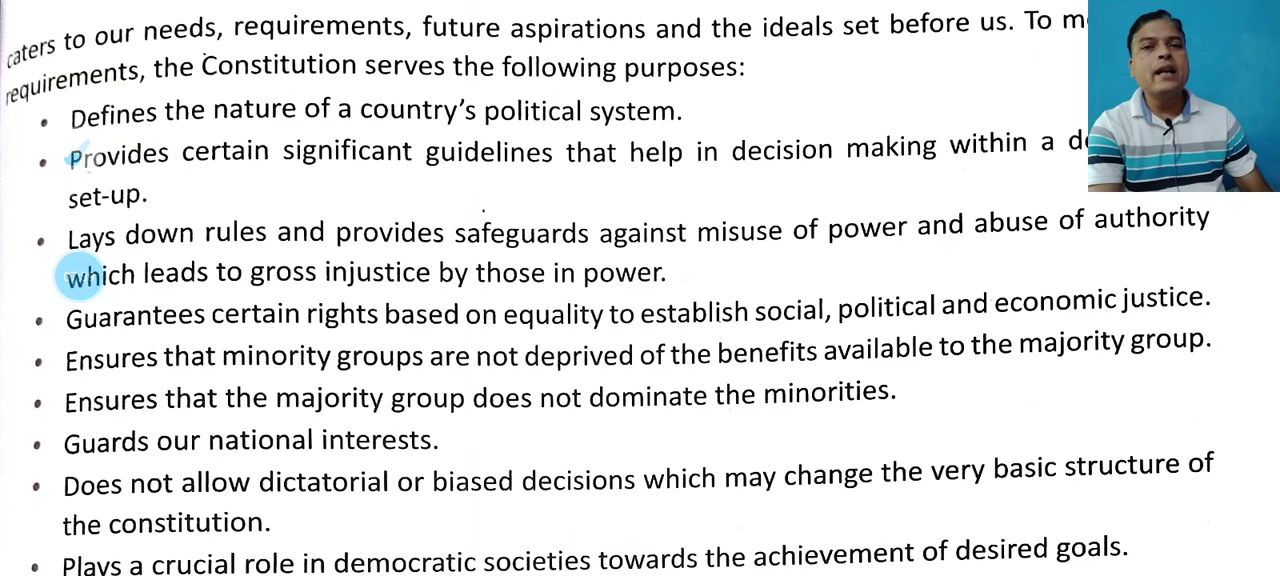 caters to our needs, requirements, future aspirations and the ideals set before us. To
requirements, the Constitution serves the following purposes:
• Defines the nature of a country's political system.
• Provides certain significant guidelines that help in decision making within a
set-up.
• Lays down rules and provides safeguards against misuse of power and abuse of authority
which leads to gross injustice by those in power.
• Guarantees certain rights based on equality to establish social, political and economic justice.
• Ensures that minority groups are not deprived of the benefits available to the majority group.
• Ensures that the majority group does not dominate the minorities.
• Guards our national interests.
• Does not allow dictatorial or biased decisions which may change the very basic structure of
the constitution.
• Plays a crucial role in democratic societies towards the achievement of desired goals.